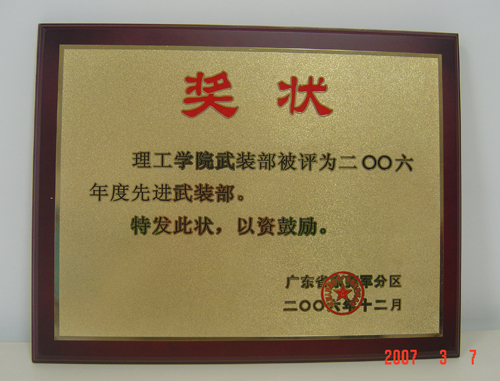 奖状
理工学院武装部被评为二〇〇六
年度先进武装部。
特发此状，以资鼓励。
广东省 军分区
二〇〇六年十二月
2007 3 7